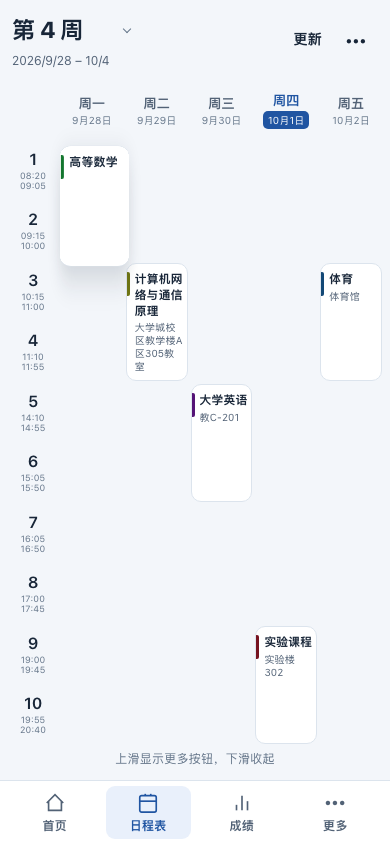 第 4 周
更新
2026/9/28 – 10/4
周一
周二
周三
周四
周五
9月28日
9月29日
9月30日
10月1日
10月2日
1
08:20
09:05
高等数学
2
09:15
10:00
3
10:15
11:00
计算机网
络与通信
原理
大学城校
区教学楼A
区305教
室
体育
体育馆
4
11:10
11:55
5
14:10
14:55
大学英语
教C-201
6
15:05
15:50
7
16:05
16:50
8
17:00
17:45
9
19:00
19:45
实验课程
实验楼
302
10
19:55
20:40
上滑显示更多按钮，下滑收起
首页
日程表
成绩
更多